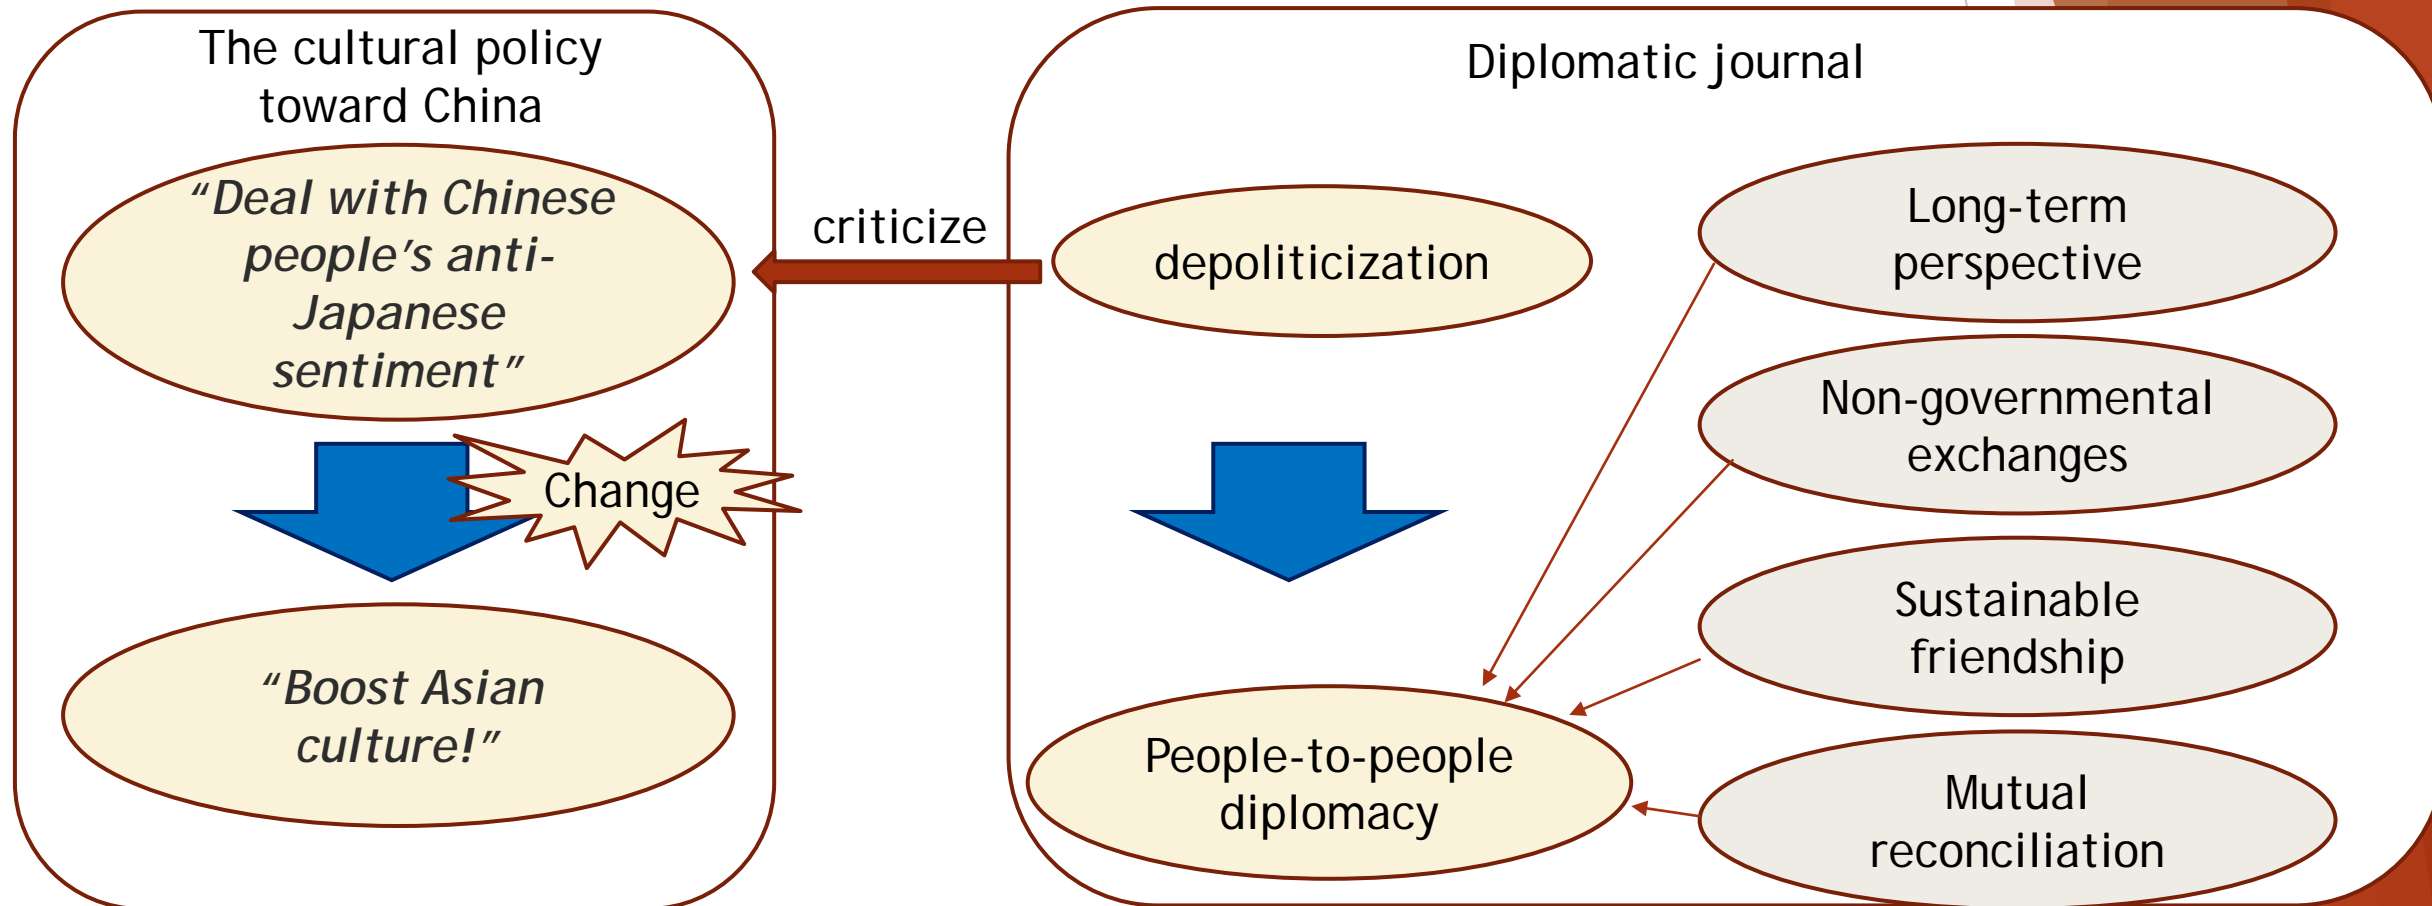 The cultural policy
toward China
“Deal with Chinese
people’s anti-
Japanese
sentiment”
Change
“Boost Asian
culture!”
criticize
Diplomatic journal
depoliticization
People-to-people
diplomacy
Long-term
perspective
Non-governmental
exchanges
Sustainable
friendship
Mutual
reconciliation